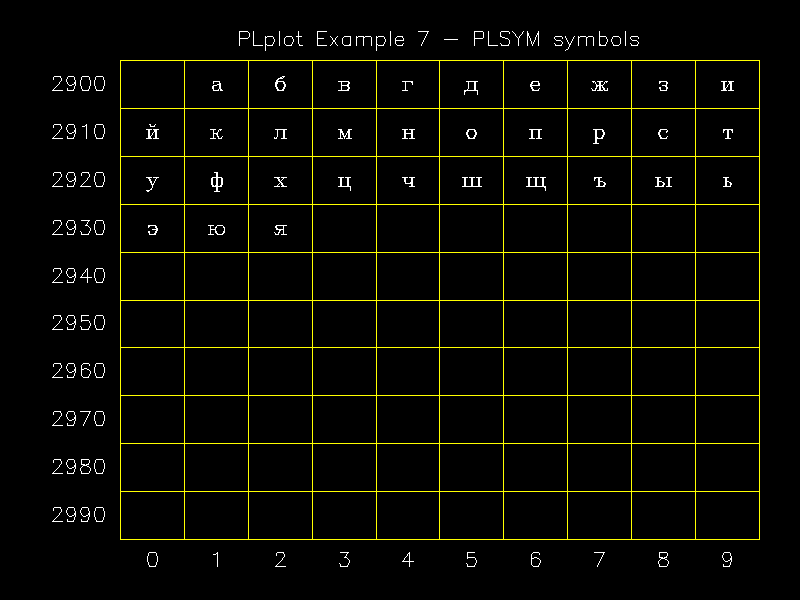 PLplot Example 7 - PLSYM symbols
2900 а б в г д е ж з и
2910 й к л м н о п р с т
2920 у ф х ц ч ш щ ъ ы ь
2930 э ю я
2940
2950
2960
2970
2980
2990
0 1 2 3 4 5 6 7 8 9